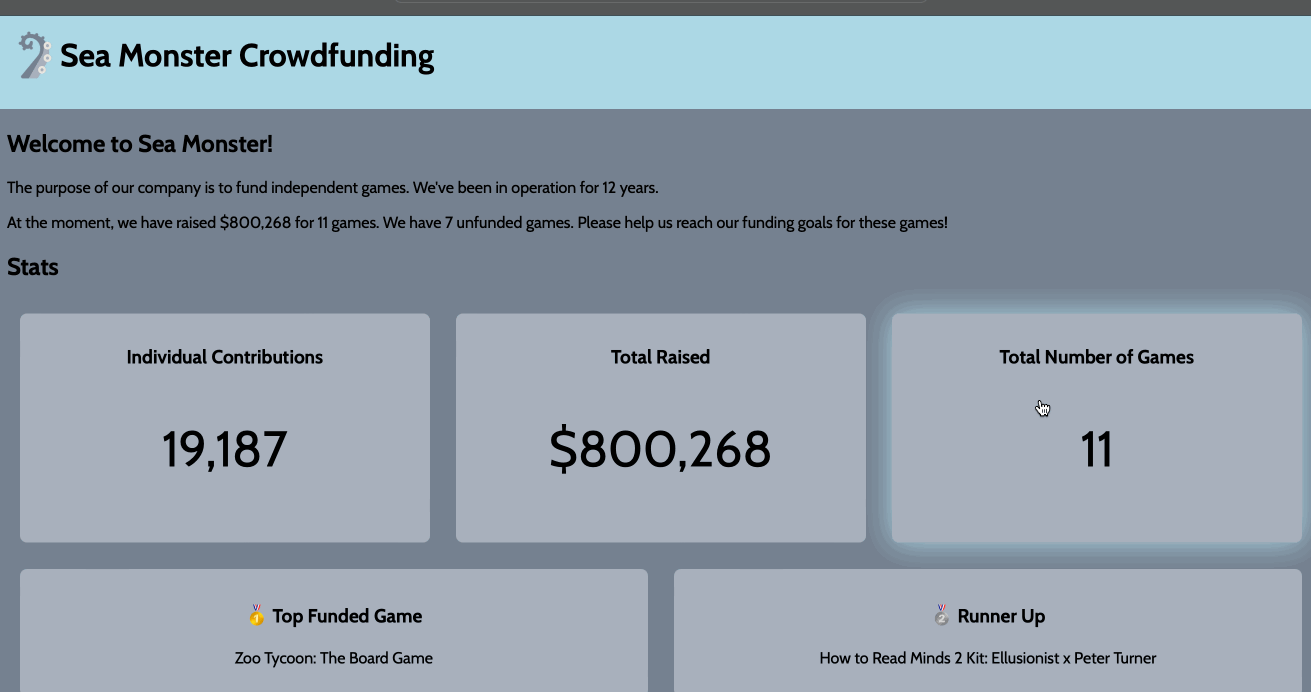 Sea Monster Crowdfunding
Welcome to Sea Monster!
The purpose of our company is to fund independent games. We've been in operation for 12 years.
At the moment, we have raised $800,268 for 11 games. We have 7 unfunded games. Please help us reach our funding goals for these games!
Stats
Individual Contributions
19,187
Total Raised
$800,268
Total Number of Games
11
🥇 Top Funded Game
Zoo Tycoon: The Board Game
🥈 Runner Up
How to Read Minds 2 Kit: Ellusionist x Peter Turner